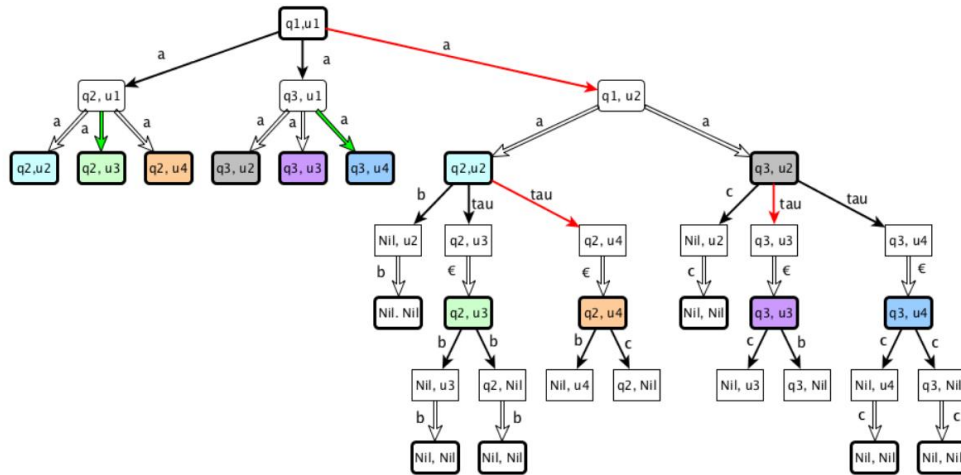 q1,u1
a
a
a
q2, u1
q3, u1
q1, u2
a
a
a
a
a
a
a
a
q2,u2
q2, u3
q2, u4
q3, u2
q3, u3
q3, u4
q2,u2
q3, u2
b
tau
tau
c
tau
tau
Nil, u2
q2, u3
q2, u4
Nil, u2
q3, u3
q3, u4
b
€
€
c
€
€
Nil. Nil
q2, u3
q2, u4
Nil, Nil
q3, u3
q3, u4
b
b
b
c
c
b
c
c
Nil, u3
q2, Nil
Nil, u4
q2, Nil
Nil, u3
q3, Nil
Nil, u4
q3, Nil
b
b
c
c
Nil, Nil
Nil, Nil
Nil, Nil
Nil, Nil